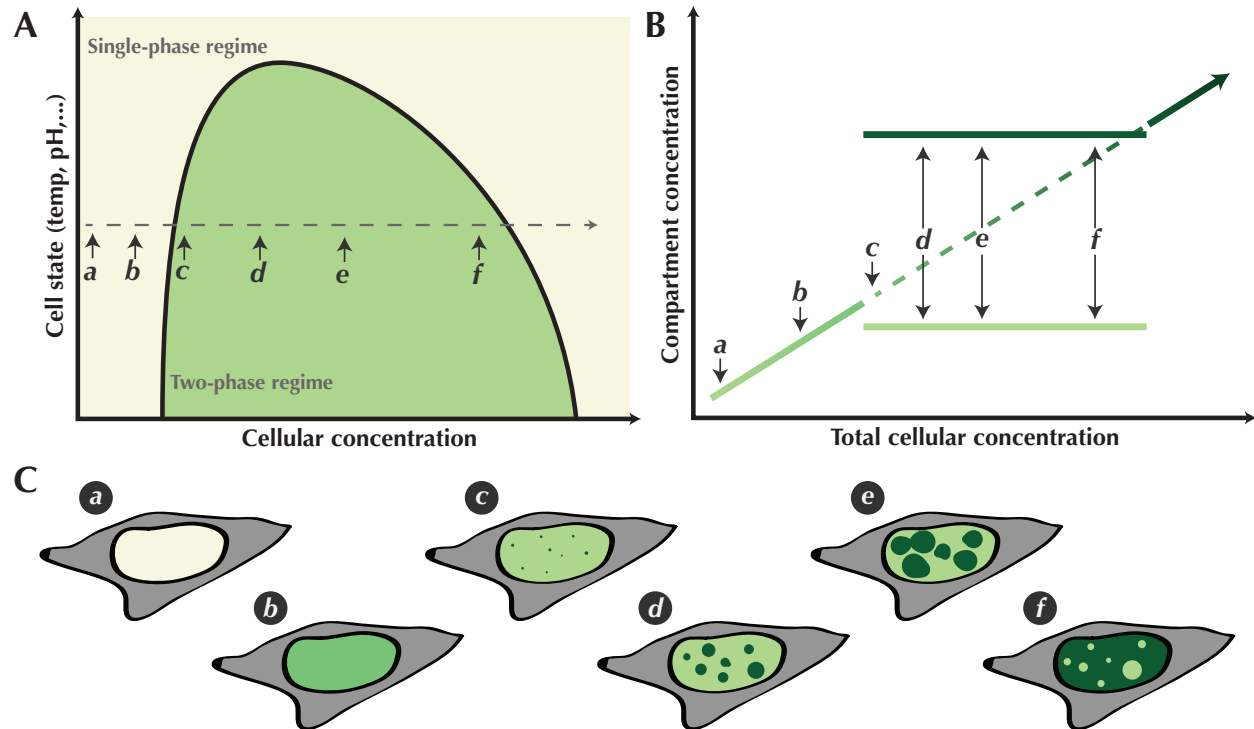 A
Single-phase regime
Cell state (temp, pH,...)
a
b
c
d
e
f
Two-phase regime
Cellular concentration
B
Compartment concentration
a
b
c
d
e
f
Total cellular concentration
C
a
c
e
b
d
f